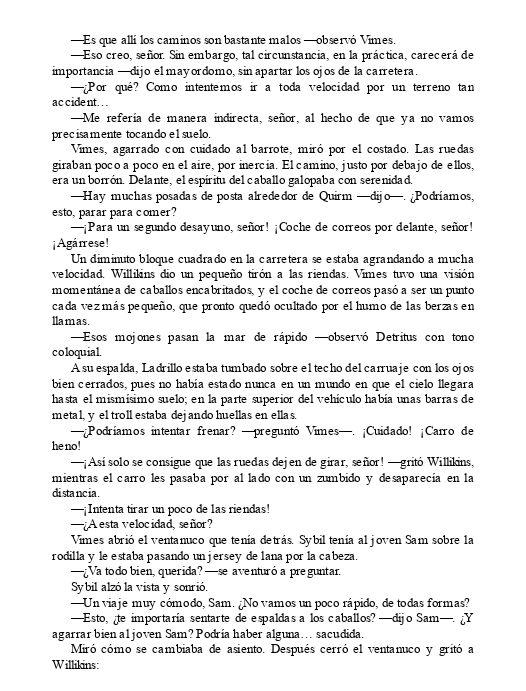 —Es que allí los caminos son bastante malos —observó Vimes.
—Eso creo, señor. Sin embargo, tal circunstancia, en la práctica, carecerá de
importancia —dijo el mayordomo, sin apartar los ojos de la carretera.
—¿Por qué? Como intentemos ir a toda velocidad por un terreno tan
accident…
—Me refería de manera indirecta, señor, al hecho de que ya no vamos
precisamente tocando el suelo.
Vimes, agarrado con cuidado al barrote, miró por el costado. Las ruedas
giraban poco a poco en el aire, por inercia. El camino, justo por debajo de ellos,
era un borrón. Delante, el espíritu del caballo galopaba con serenidad.
—Hay muchas posadas de posta alrededor de Quirm —dijo—. ¿Podríamos,
esto, parar para comer?
—¡Para un segundo desayuno, señor! ¡Coche de correos por delante, señor!
¡Agárrese!
Un diminuto bloque cuadrado en la carretera se estaba agrandando a mucha
velocidad. Willikins dio un pequeño tirón a las riendas. Vimes tuvo una visión
momentánea de caballos encabritados, y el coche de correos pasó a ser un punto
cada vez más pequeño, que pronto quedó ocultado por el humo de las berzas en
llamas.
—Esos mojones pasan la mar de rápido —observó Detritus con tono
coloquial.
A su espalda, Ladrillo estaba tumbado sobre el techo del carruaje con los ojos
bien cerrados, pues no había estado nunca en un mundo en que el cielo llegara
hasta el mismísimo suelo; en la parte superior del vehículo había unas barras de
metal, y el troll estaba dejando huellas en ellas.
—¿Podríamos intentar frenar? —preguntó Vimes—. ¡Cuidado! ¡Carro de
heno!
—¡Así solo se consigue que las ruedas dejen de girar, señor! —gritó Willikins,
mientras el carro les pasaba por al lado con un zumbido y desaparecía en la
distancia.
—¡Intenta tirar un poco de las riendas!
—¿A esta velocidad, señor?
Vimes abrió el ventanuco que tenía detrás. Sybil tenía al joven Sam sobre la
rodilla y le estaba pasando un jersey de lana por la cabeza.
—¿Va todo bien, querida? —se aventuró a preguntar.
Sybil alzó la vista y sonrió.
—Un viaje muy cómodo, Sam. ¿No vamos un poco rápido, de todas formas?
—Esto, ¿te importaría sentarte de espaldas a los caballos? —dijo Sam—. ¿Y
agarrar bien al joven Sam? Podría haber alguna… sacudida.
Miró cómo se cambiaba de asiento. Después cerró el ventanuco y gritó a
Willikins: